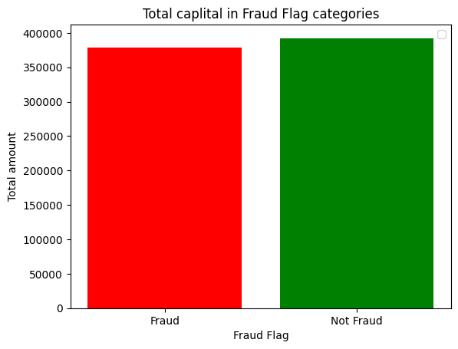 Total caplital in Fraud Flag categories
400000
350000
300000
250000
200000
150000
100000
50000
0
Total amount
Fraud
Not Fraud
Fraud Flag